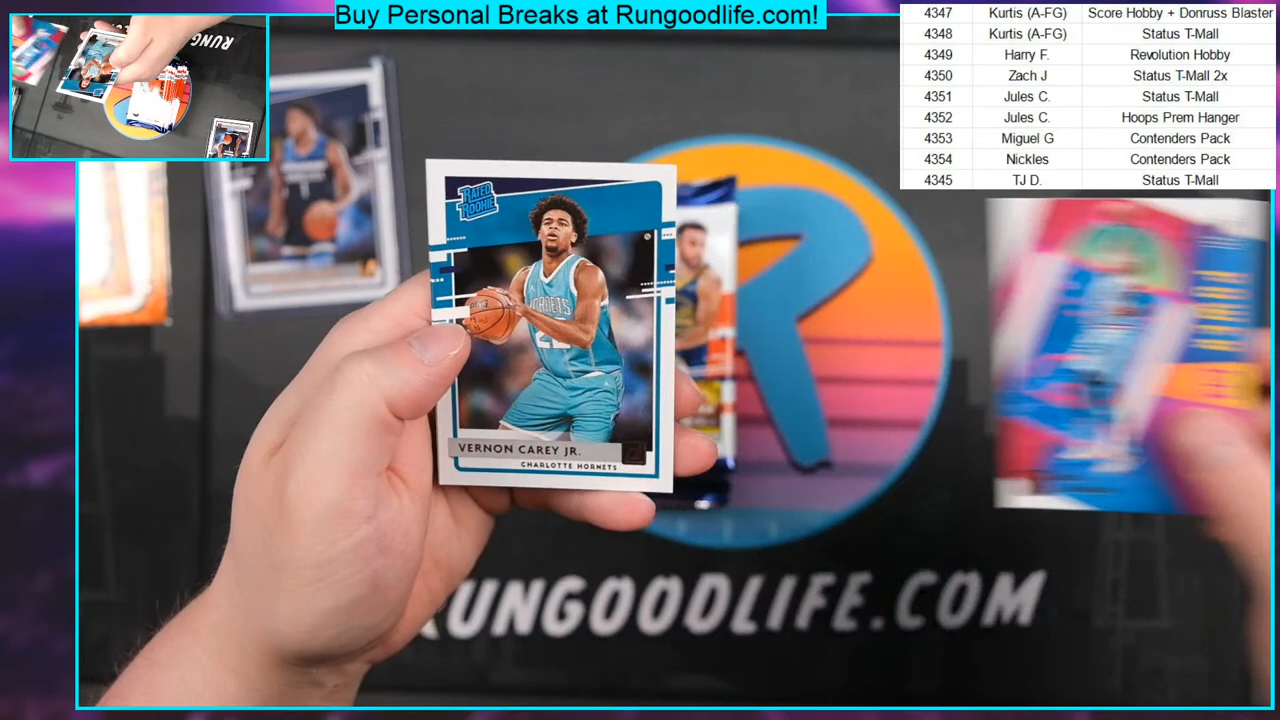 Buy Personal Breaks at Rungoodlife.com!
4347 Kurtis (A-FG) Score Hobby + Donruss Blaster
4348 Kurtis (A-FG) Status T-Mall
4349 Harry F. Revolution Hobby
4350 Zach J Status T-Mall 2x
4351 Jules C. Status T-Mall
4352 Jules C. Hoops Prem Hanger
4353 Miguel G Contenders Pack
4354 Nickles Contenders Pack
4345 TJ D. Status T-Mall
RUNG
RATED
ROOKIE
HORNETS
VERNON CAREY JR.
CHARLOTTE HORNETS
R
RUNGOODLIFE.COM